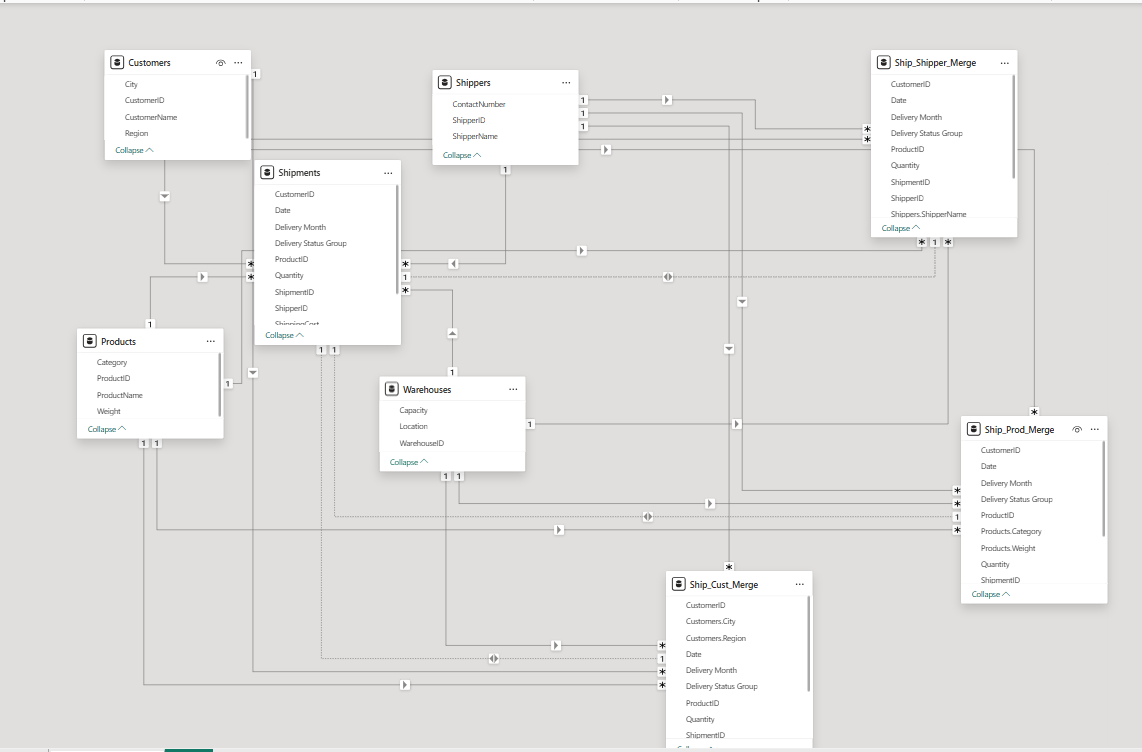 Customers
City
CustomerID
CustomerName
Region
Collapse
1
Shippers
ContactNumber
ShipperID
ShipperName
Collapse
1
1
1
1
Ship_Shipper_Merge
CustomerID
Date
Delivery Month
Delivery Status Group
ProductID
Quantity
ShipmentID
ShipperID
Shippers.ShipperName
Collapse
*
*
* 1 *
Shipments
CustomerID
Date
Delivery Month
Delivery Status Group
ProductID
Quantity
ShipmentID
ShipperID
ShippingCost
Collapse
*
*
*
1
*
1 1
Products
Category
ProductID
ProductName
Weight
Collapse
1
1
1 1
Warehouses
Capacity
Location
WarehouseID
Collapse
1
1
1 1
Ship_Prod_Merge
CustomerID
Date
Delivery Month
Delivery Status Group
ProductID
Products.Category
Products.Weight
Quantity
ShipmentID
Collapse
*
*
*
1
*
Ship_Cust_Merge
CustomerID
Customers.City
Customers.Region
Date
Delivery Month
Delivery Status Group
ProductID
Quantity
ShipmentID
Collapse
*
*
1
*
*